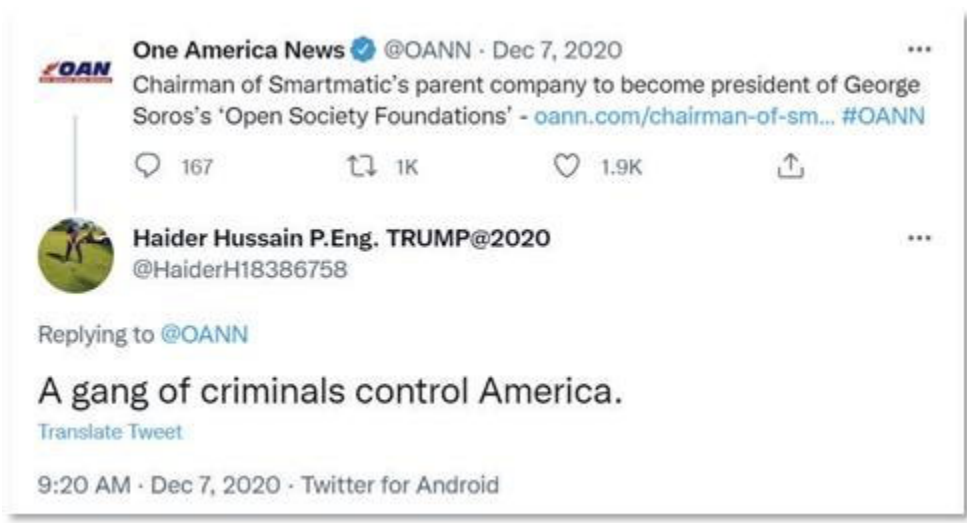 OAN
One America News @OANN · Dec 7, 2020
Chairman of Smartmatic's parent company to become president of George
Soros's 'Open Society Foundations' - oann.com/chairman-of-sm... #OANN
167 1K 1.9K
Haider Hussain P.Eng. TRUMP@2020
@HaiderH18386758
Replying to @OANN
A gang of criminals control America.
Translate Tweet
9:20 AM · Dec 7, 2020 · Twitter for Android